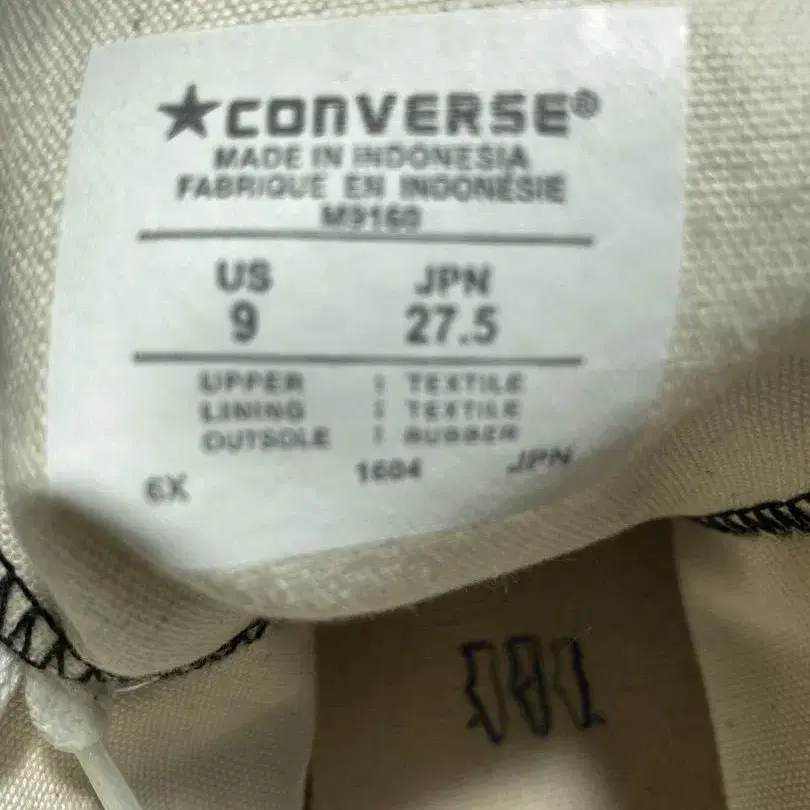 ★CONVERSE®
MADE IN INDONESIA
FABRIQUE EN INDONÉSIE
M9160
US JPN
9 27.5
UPPER : TEXTILE
LINING : TEXTILE
OUTSOLE : RUBBER
6X 1604 JPN